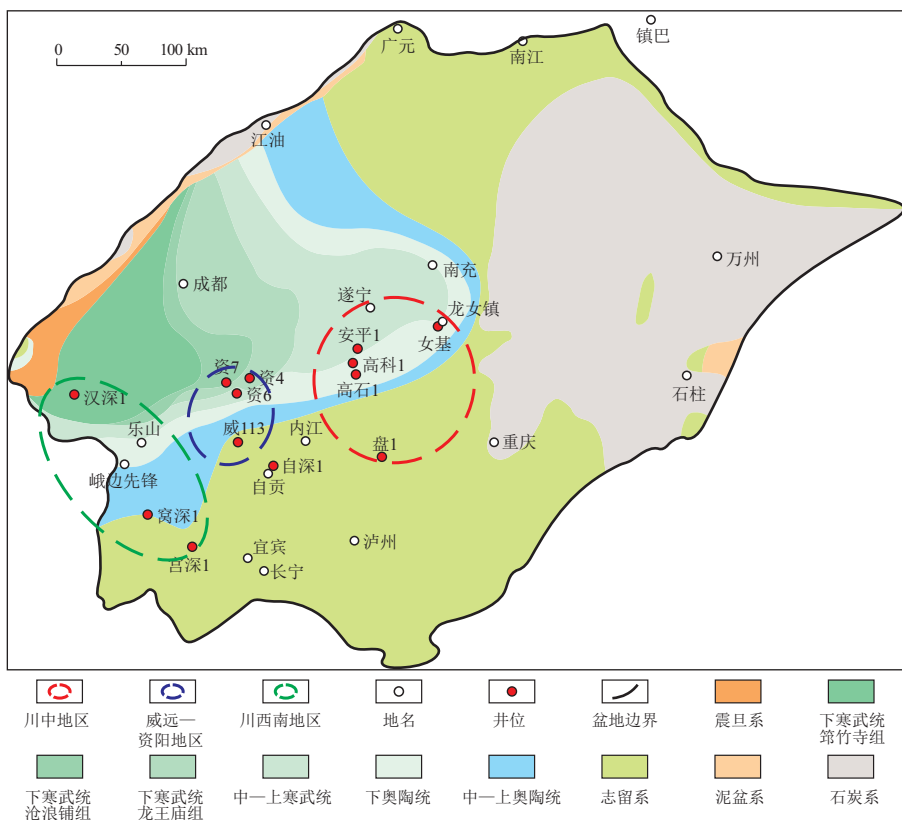 镇巴
广元
南江
0 50 100 km
江油
万州
南充
成都
遂宁
龙女镇
安平1
女基
高科1
资7
资4
高石1
石柱
资6
汉深1
乐山
威113
内江
重庆
盘1
自深1
峨边先锋
自贡
窝深1
泸州
宫深1
宜宾
长宁
川中地区
威远—
资阳地区
川西南地区
地名
井位
盆地边界
震旦系
下寒武统
筇竹寺组
下寒武统
沧浪铺组
下寒武统
龙王庙组
中—上寒武统
下奥陶统
中—上奥陶统
志留系
泥盆系
石炭系